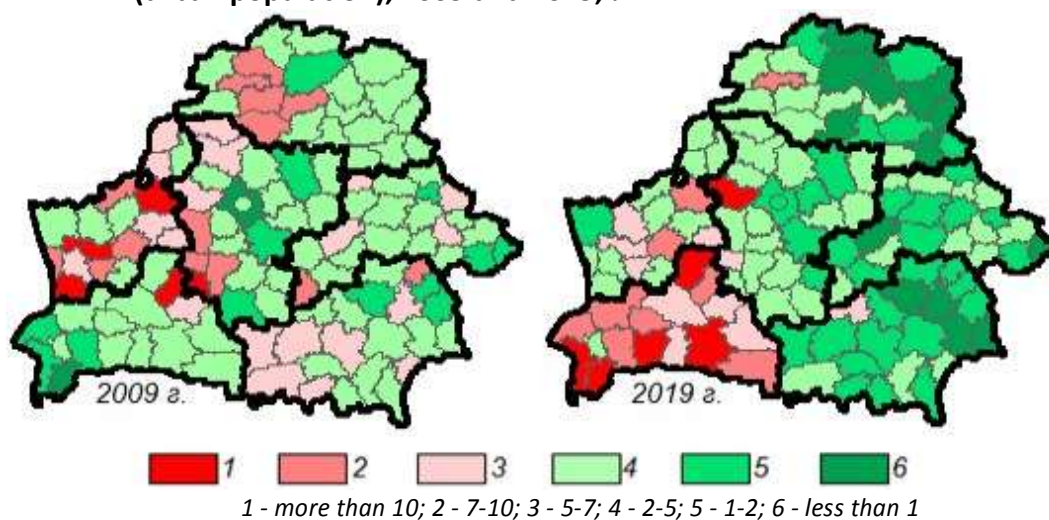 2009 г.
2019 г.
1 2 3 4 5 6
1 - more than 10; 2 - 7-10; 3 - 5-7; 4 - 2-5; 5 - 1-2; 6 - less than 1